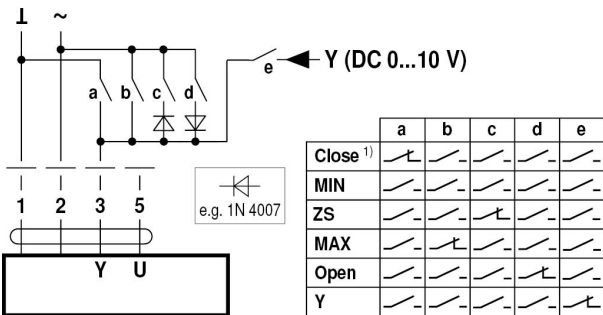 ⊥ ~
e Y (DC 0...10 V)
a b c d
1 2 3 5
e.g. 1N 4007
Y U
a b c d e
Close 1)
MIN
ZS
MAX
Open
Y